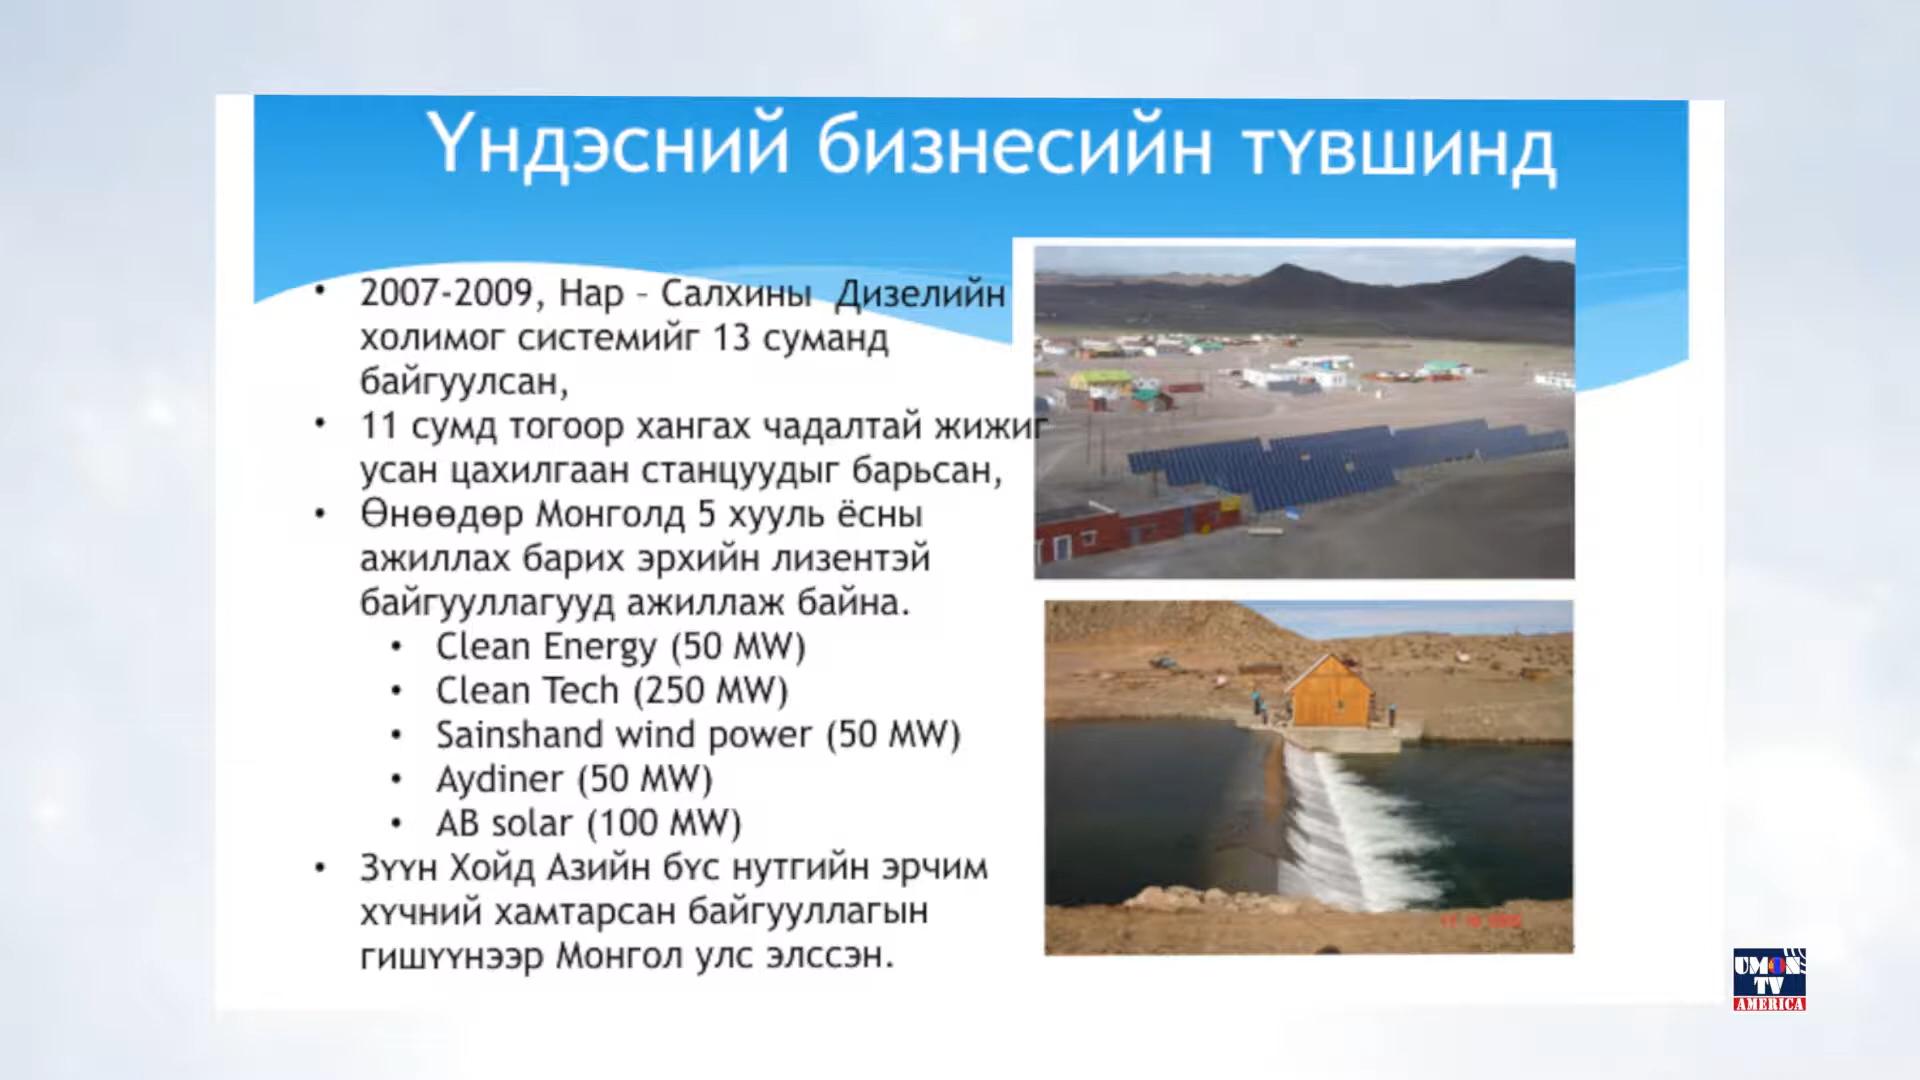 Үндэсний бизнесийн түвшинд
• 2007-2009, Нар – Салхины Дизелийн
холимог системийг 13 суманд
байгуулсан,
• 11 сумд тогоор хангах чадалтай жижиг
усан цахилгаан станцуудыг барьсан,
• Өнөөдөр Монголд 5 хууль ёсны
ажиллах барих эрхийн лизентэй
байгууллагууд ажиллаж байна.
• Clean Energy (50 MW)
• Clean Tech (250 MW)
• Sainshand wind power (50 MW)
• Aydiner (50 MW)
• AB solar (100 MW)
• Зүүн Хойд Азийн бүс нутгийн эрчим
хүчний хамтарсан байгууллагын
гишүүнээр Монгол улс элссэн.
UMON
TV
AMERICA